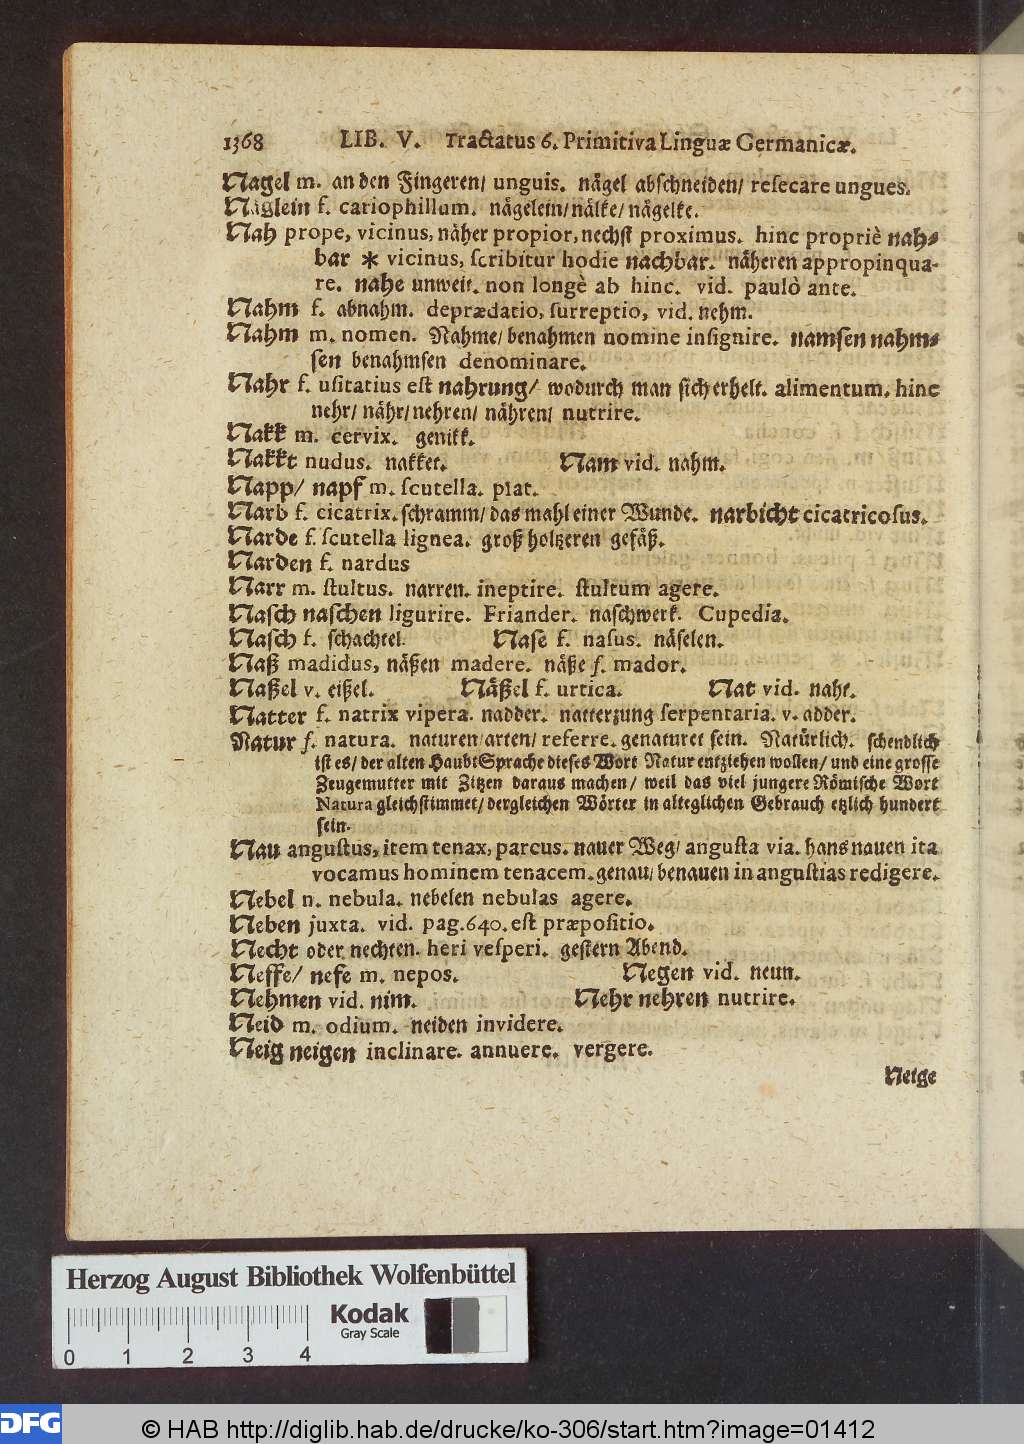 1368 LIB. V. Tractatus 6. Primitiva Linguæ Germanicæ.
Nagel m. an den Fingeren/ unguis. nägel abschneiden/ resecare ungues.
Näglein f. cariophillum. nägelein/ nälke/ nägelke.
Nah prope, vicinus, näher propior, nechst proximus. hinc propriè nah-
bar * vicinus, scribitur hodie nachbar. näheren appropinqua-
re. nahe unweit. non longè ab hinc. vid. paulò ante.
Nahm f. abnahm. deprædatio, surreptio, vid. nehm.
Nahm m. nomen. Nahme/ benahmen nomine insignire. namsen nahm-
sen benahmsen denominare.
Nahr f. usitatius est nahrung/ wodurch man sich erhelt. alimentum. hinc
nehr/ nähr/ nehren/ nähren/ nutrire.
Nakk m. cervix. genikk.
Nakkt nudus. nakket. Nam vid. nahm.
Napp/ napf m. scutella. plat.
Narb f. cicatrix. schramm/ das mahl einer Wunde. narbicht cicatricosus.
Narde f. scutella lignea. groß holtzeren gefäß.
Narden f. nardus
Narr m. stultus. narren. ineptire. stultum agere.
Nasch naschen ligurire. Friander. naschwerk. Cupedia.
Nasch f. schachtel. Nase f. nasus. näselen.
Naß madidus, näßen madere. näße f. mador.
Naßel v. eißel. Näßel f. urtica. Nat vid. naht.
Natter f. natrix vipera. nadder. natterzung serpentaria. v. adder.
Natur f. natura. naturen/ arten/ referre. genaturet sein. Natürlich. schendlich
ist es/ der alten HaubtSprache dieses Wort Natur entziehen wollen/ und eine grosse
Zeugemutter mit Zitzen daraus machen/ weil das viel jungere Römische Wort
Natura gleichstimmet/ dergleichen Wörter in alteglichen Gebrauch etzlich hundert
sein.
Nau angustus, item tenax, parcus. nauer Weg/ angusta via. hans nauen ita
vocamus hominem tenacem. genau/ benauen in angustias redigere.
Nebel n. nebula. nebelen nebulas agere.
Neben juxta. vid. pag. 640. est præpositio.
Necht oder nechten. heri vesperi. gestern Abend.
Neffe/ nefe m. nepos. Negen vid. neun.
Nehmen vid. nim. Nehr nehren nutrire.
Neid m. odium. neiden invidere.
Neig neigen inclinare. annuere. vergere.
Neige
Herzog August Bibliothek Wolfenbüttel
Kodak
Gray Scale
0 1 2 3 4
DFG © HAB http://diglib.hab.de/drucke/ko-306/start.htm?image=01412